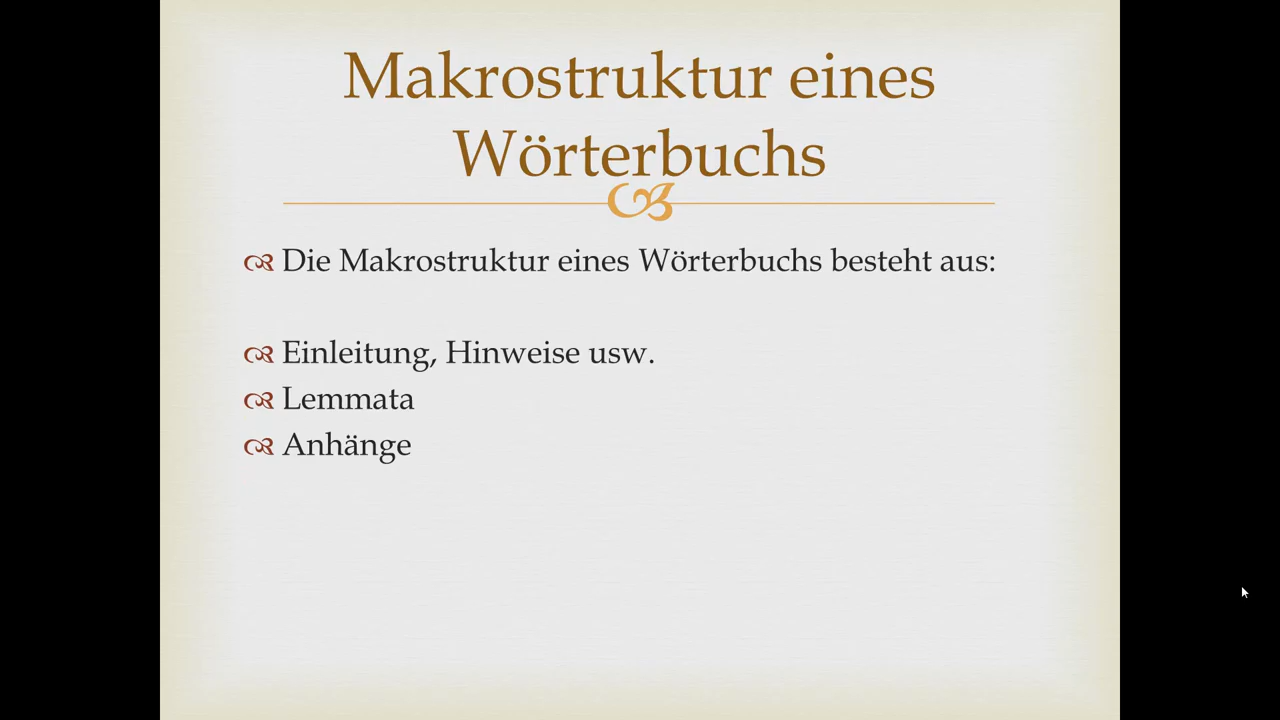 Makrostruktur eines
Wörterbuchs
Die Makrostruktur eines Wörterbuchs besteht aus:
Einleitung, Hinweise usw.
Lemmata
Anhänge